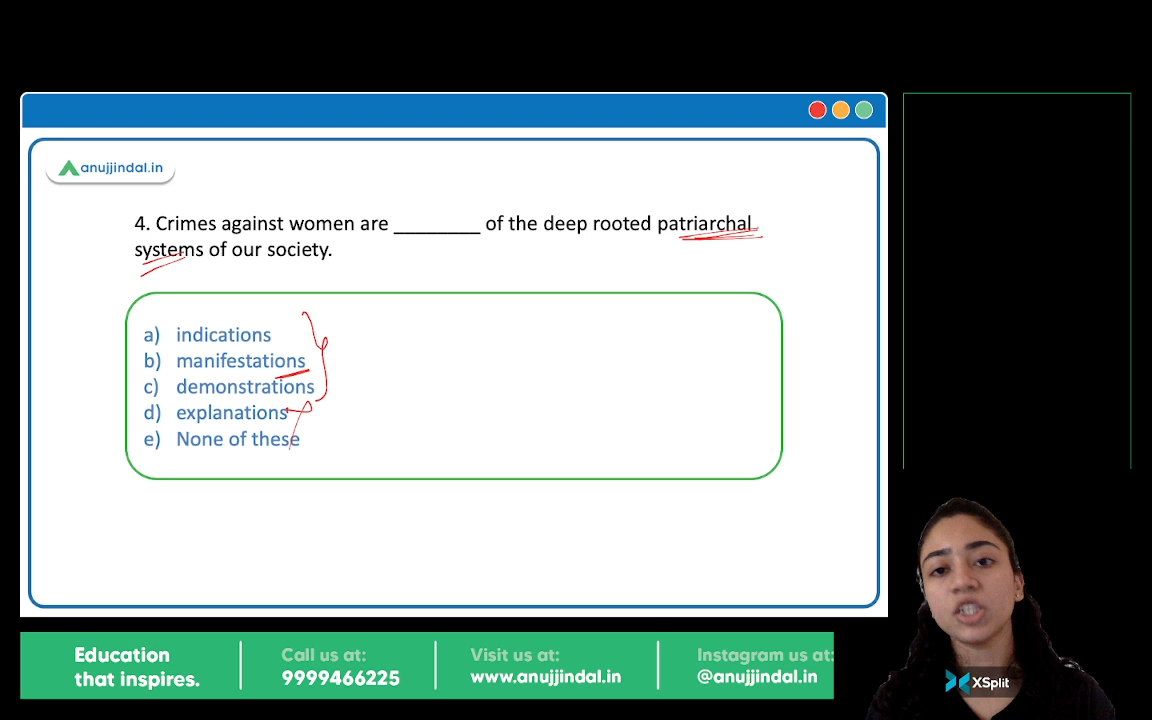 anujjindal.in
4. Crimes against women are ________ of the deep rooted patriarchal
systems of our society.
a) indications
b) manifestations
c) demonstrations
d) explanations
e) None of these
Education
that inspires.
Call us at:
9999466225
Visit us at:
www.anujjindal.in
Instagram us at:
@anujjindal.in
XSplit